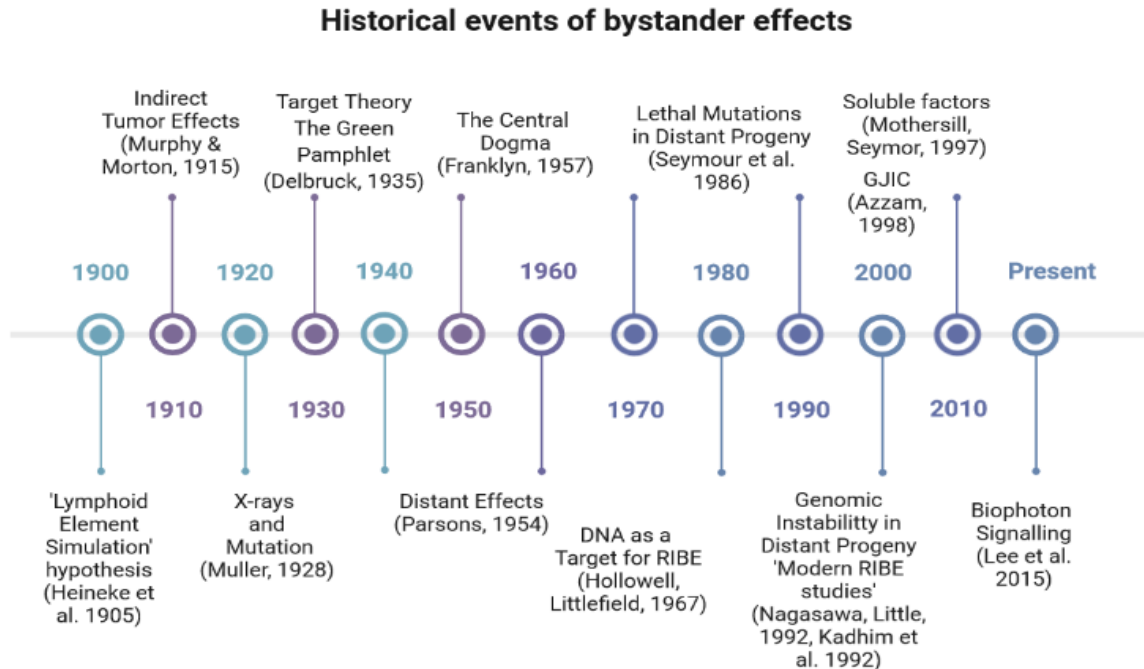 Historical events of bystander effects
Indirect
Tumor Effects
(Murphy &
Morton, 1915)
Target Theory
The Green
Pamphlet
(Delbruck, 1935)
The Central
Dogma
(Franklyn, 1957)
Lethal Mutations
in Distant Progeny
(Seymour et al.
1986)
Soluble factors
(Mothersill,
Seymor, 1997)
GJIC
(Azzam,
1998)
1900
1920
1940
1960
1980
2000
Present
1910
1930
1950
1970
1990
2010
'Lymphoid
Element
Simulation'
hypothesis
(Heineke et
al. 1905)
X-rays
and
Mutation
(Muller, 1928)
Distant Effects
(Parsons, 1954)
DNA as a
Target for RIBE
(Hollowell,
Littlefield, 1967)
Genomic
Instabilitty in
Distant Progeny
'Modern RIBE
studies'
(Nagasawa, Little,
1992, Kadhim et
al. 1992)
Biophoton
Signalling
(Lee et al.
2015)